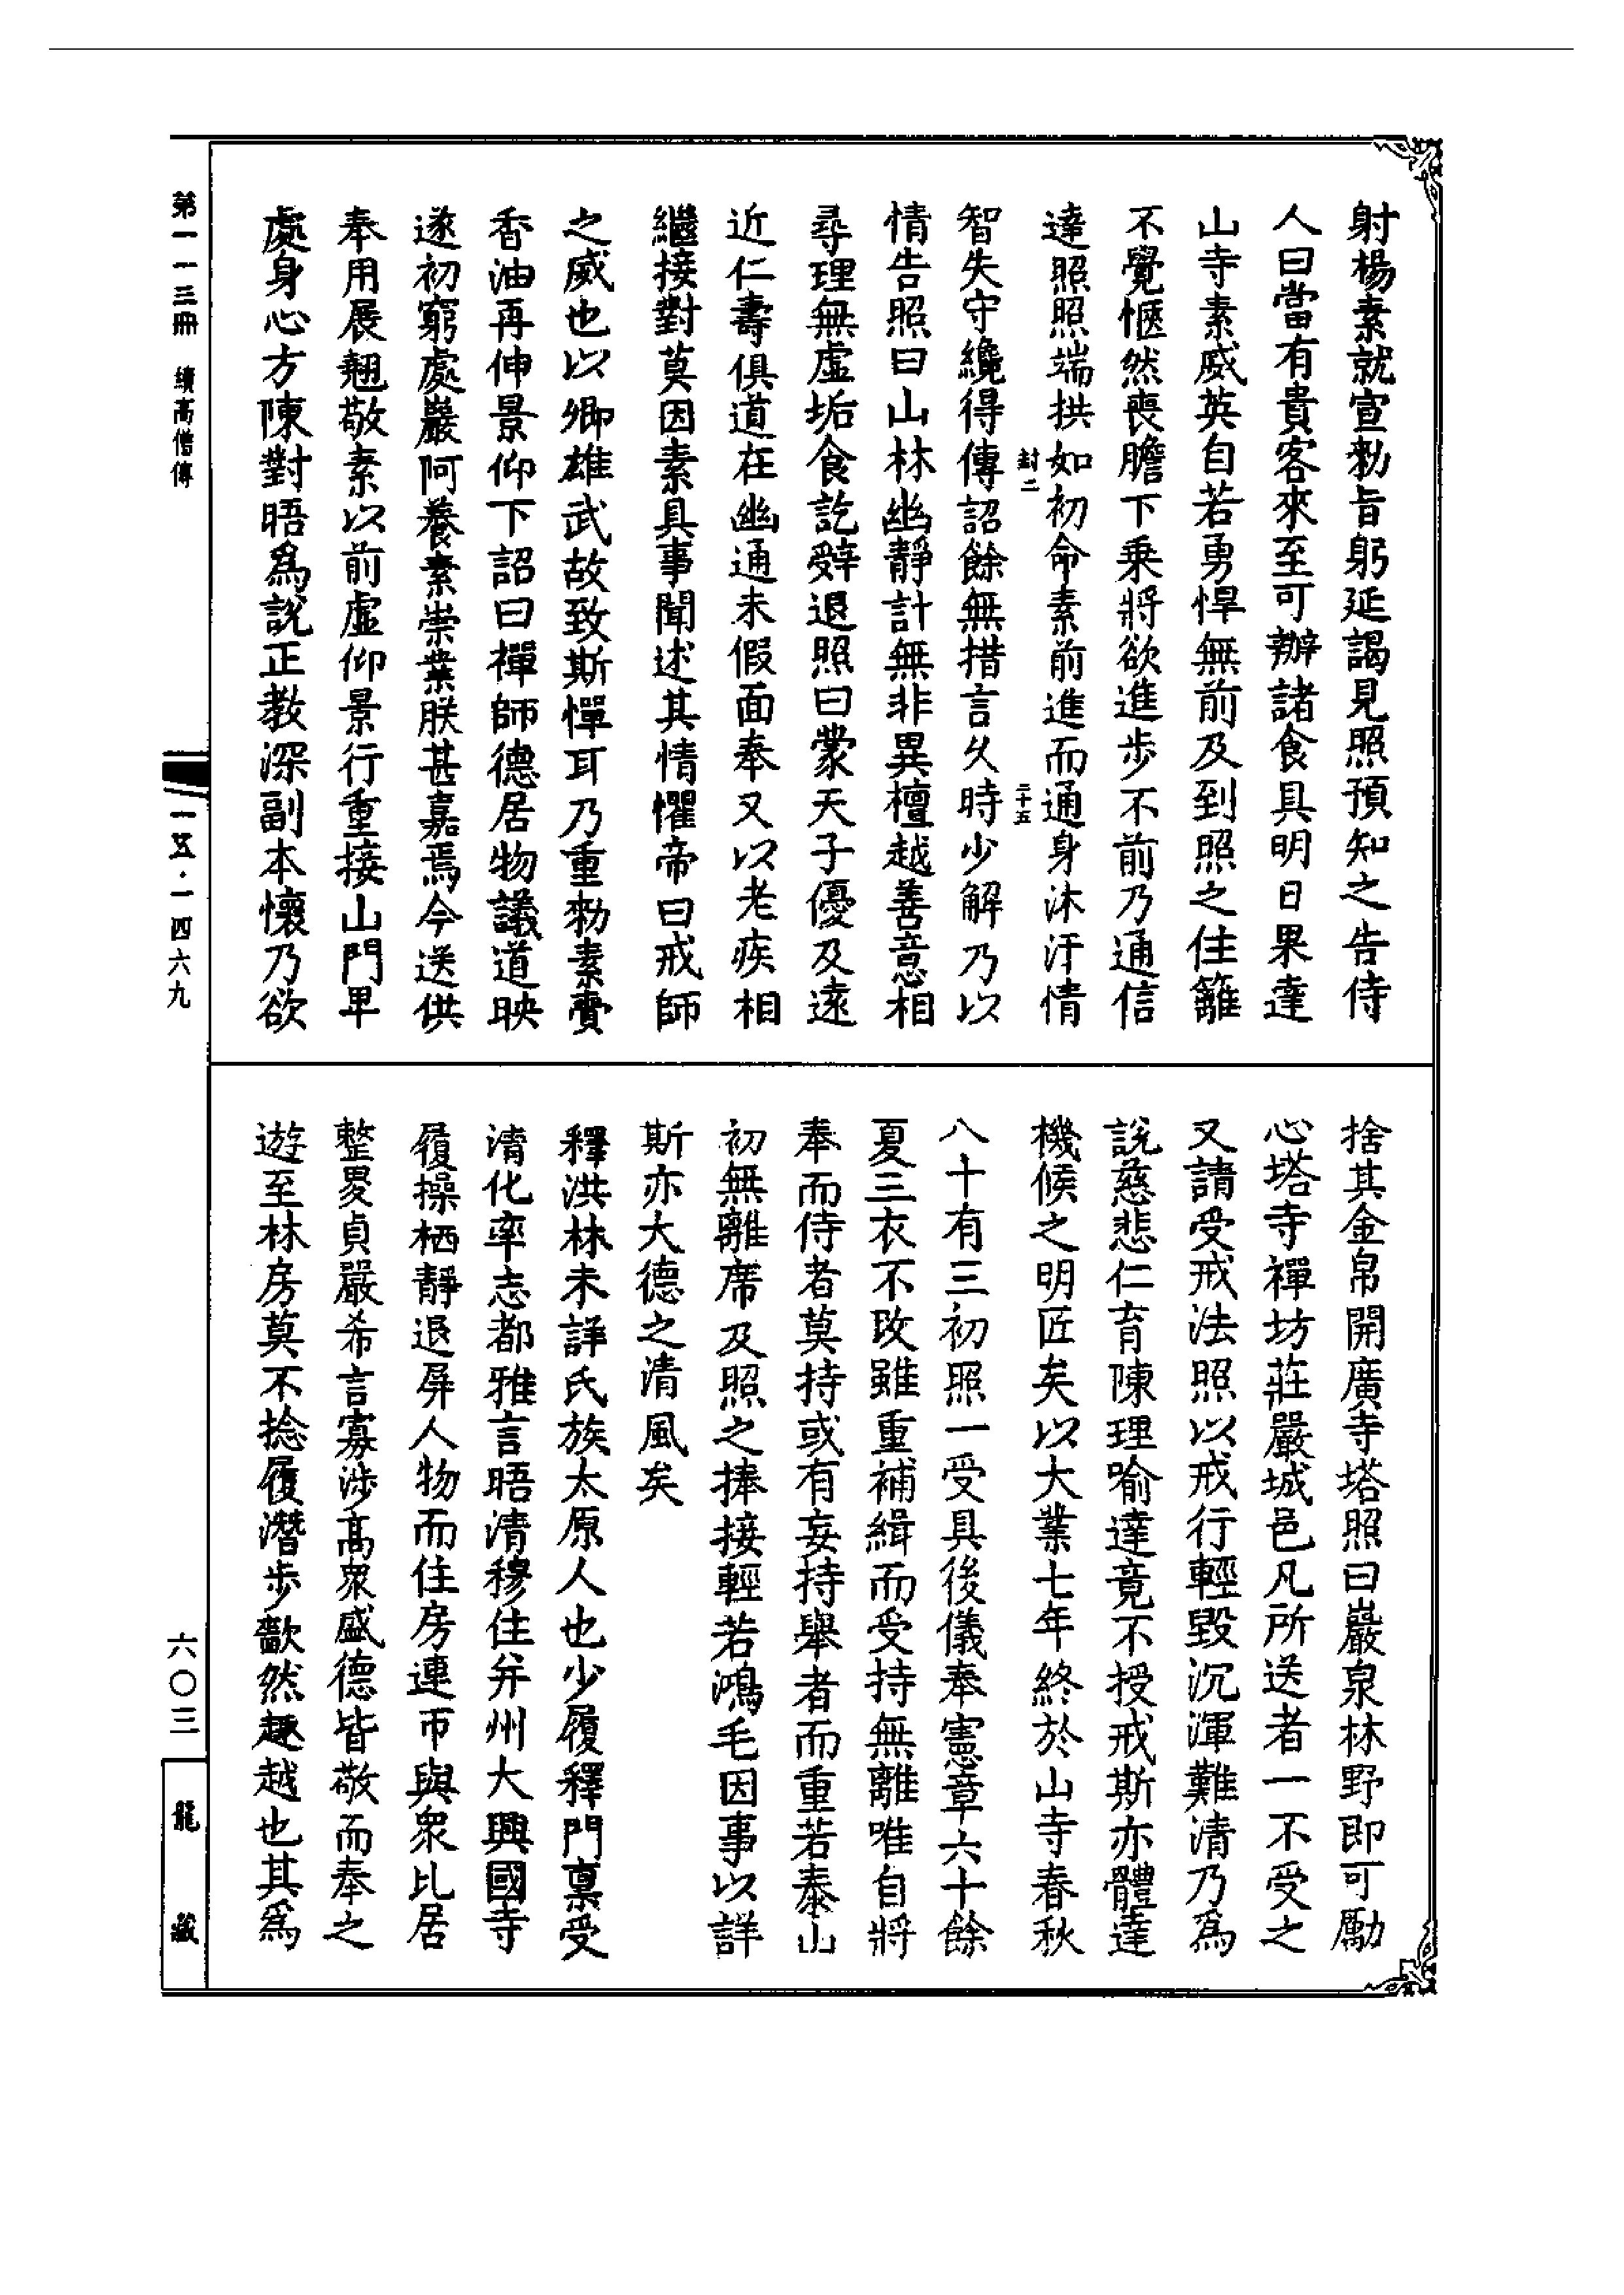 射楊素就宣勑旨躬延謁見照預知之告侍
人曰當有貴客來至可辦諸食具明日果達
山寺素威英自若勇悍無前及到照之住籬
不覺愜然喪膽下乘將欲進步不前乃通信
達照照端拱如初命素前進而通身沐汗情
封二
二十五
智失守纔得傳詔餘無措言久時少解乃以
情告照曰山林幽靜計無非異檀越善意相
尋理無虛垢食訖辤退照曰蒙天子優及遠
近仁壽俱道在幽通未假面奉又以老疾相
繼接對莫因素具事聞述其情懼帝曰戒師
之威也以卿雄武故致斯憚耳乃重勑素賷
香油再伸景仰下詔曰禪師德居物議道映
遂初窮處巖阿養素崇業朕甚嘉焉今送供
奉用展翹敬素以前虛仰景行重接山門卑
處身心方陳對晤爲說正教深副本懷乃欲
捨其金帛開廣寺塔照曰巖泉林野即可勵
心塔寺禪坊莊嚴城邑凡所送者一不受之
又請受戒法照以戒行輕毀沉渾難清乃爲
說慈悲仁育陳理喻達竟不授戒斯亦體達
機候之明匠矣以大業七年終於山寺春秋
八十有三初照一受具後儀奉憲章六十餘
夏三衣不改雖重補緝而受持無離唯自將
奉而侍者莫持或有妄持舉者而重若泰山
初無離席及照之捧接輕若鴻毛因事以詳
斯亦大德之清風矣
釋洪林未詳氏族太原人也少履釋門稟受
清化率志都雅言晤清穆住并州大興國寺
履操栖靜退屏人物而住房連帀與衆比居
整畟貞嚴希言寡涉高衆盛德皆敬而奉之
遊至林房莫不捻履潛步歠然趣越也其爲
第一一三冊　續高僧傳
一五·一四六九
六〇三
龍藏